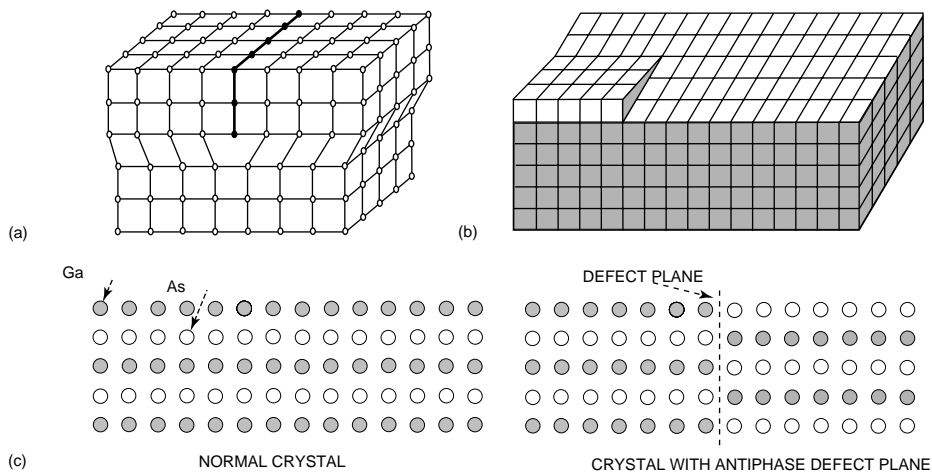 (a)
(b)
Ga
As
DEFECT PLANE
(c)
NORMAL CRYSTAL
CRYSTAL WITH ANTIPHASE DEFECT PLANE